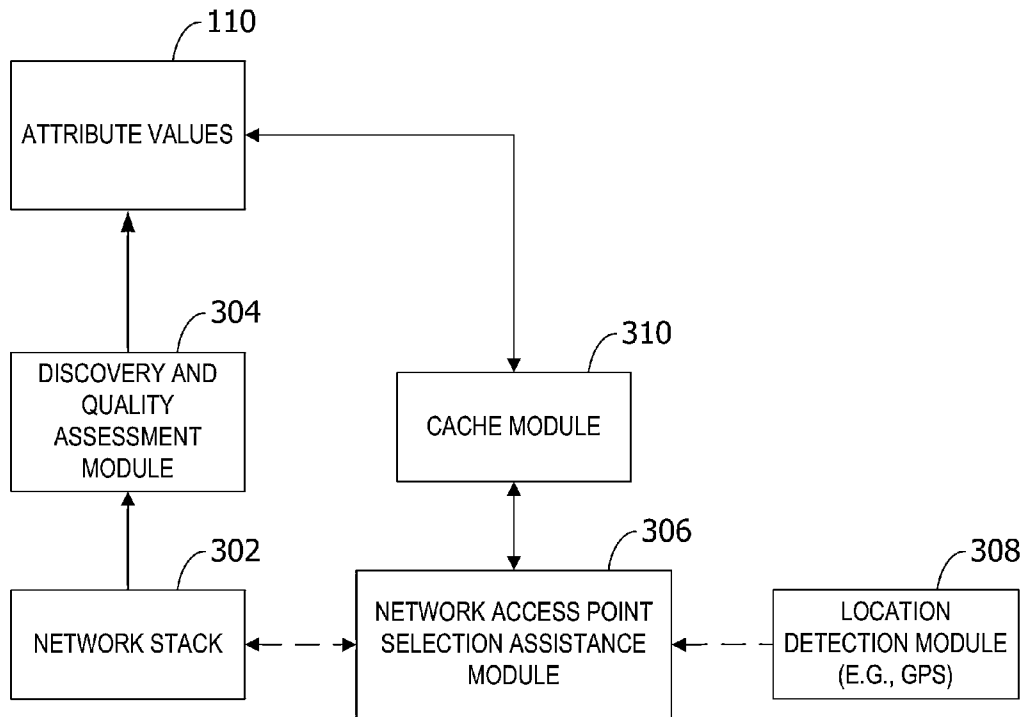 110
ATTRIBUTE VALUES
304
DISCOVERY AND
QUALITY
ASSESSMENT
MODULE
310
CACHE MODULE
302
NETWORK STACK
306
NETWORK ACCESS POINT
SELECTION ASSISTANCE
MODULE
308
LOCATION
DETECTION MODULE
(E.G., GPS)